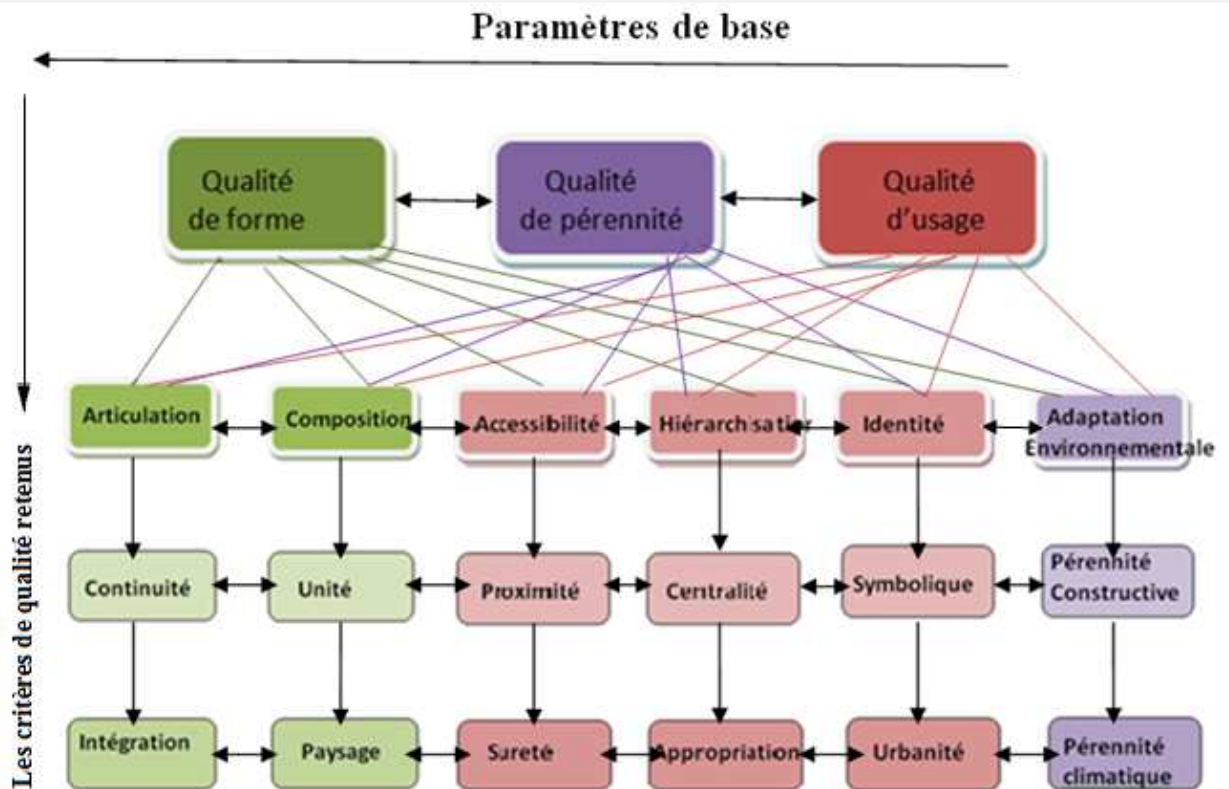 Paramètres de base
Les critères de qualité retenus
Qualité
de forme
Qualité
de pérennité
Qualité
d’usage
Articulation
Composition
Accessibilité
Hiérarchisation
Identité
Adaptation
Environnementale
Continuité
Unité
Proximité
Centralité
Symbolique
Pérennité
Constructive
Intégration
Paysage
Sureté
Appropriation
Urbanité
Pérennité
climatique